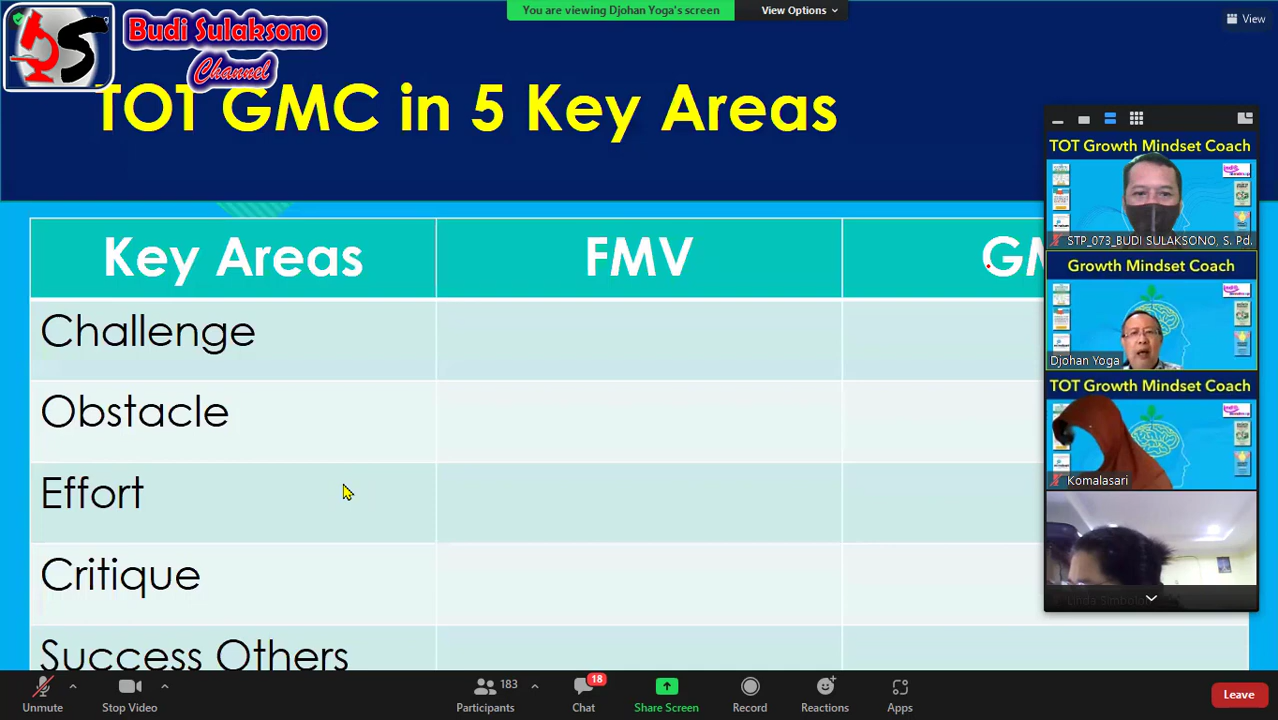 You are viewing Djohan Yoga's screen
View Options
View
Budi Sulaksono
Channel
TOT GMC in 5 Key Areas
Key Areas
FMV
Challenge
Obstacle
Effort
Critique
Success Others
TOT Growth Mindset Coach
STP_073_BUDI SULAKSONO, S. Pd.
Growth Mindset Coach
Djohan Yoga
TOT Growth Mindset Coach
Komalasari
Unmute
Stop Video
183
Participants
18
Chat
Share Screen
Record
Reactions
Apps
Leave